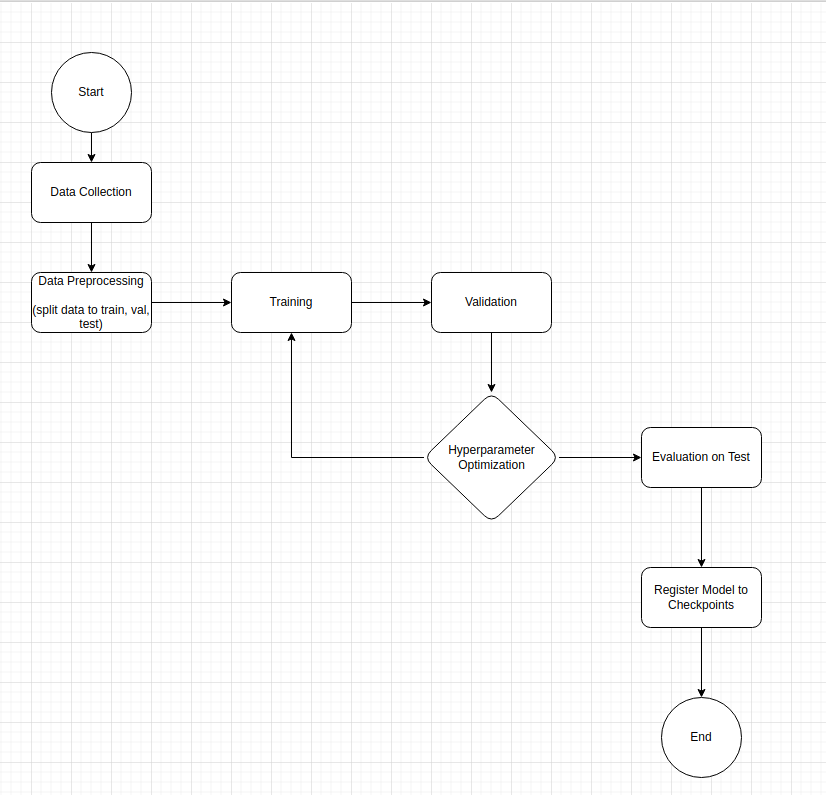 Start
Data Collection
Data Preprocessing
(split data to train, val,
test)
Training
Validation
Hyperparameter
Optimization
Evaluation on Test
Register Model to
Checkpoints
End